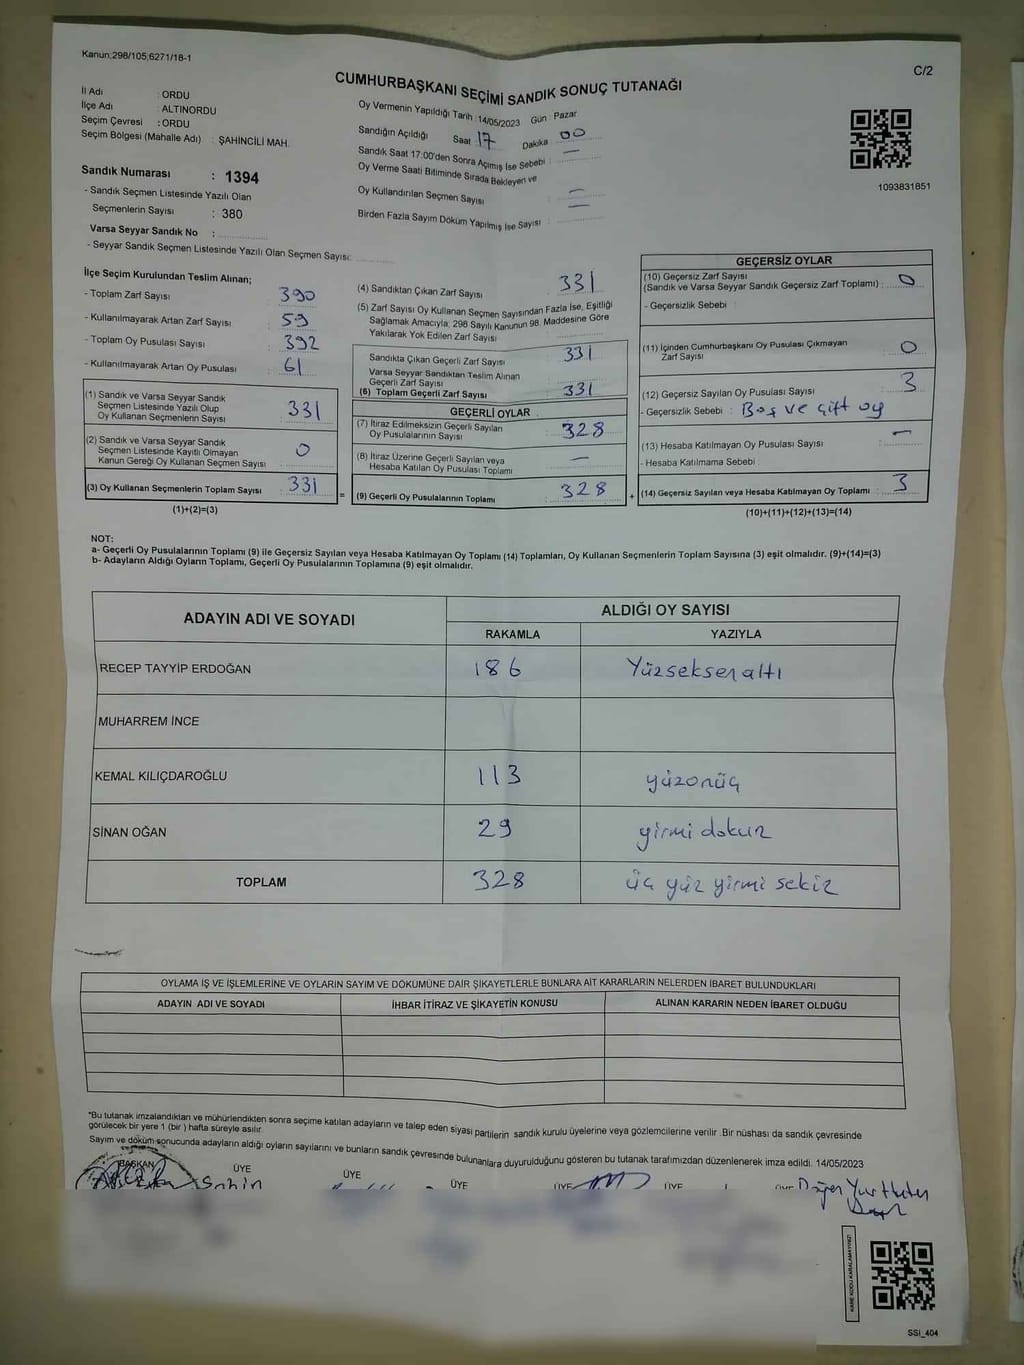 Kanun:298/105;6271/18-1
C/2
CUMHURBAŞKANI SEÇİMİ SANDIK SONUÇ TUTANAĞI
İl Adı : ORDU
İlçe Adı : ALTINORDU
Seçim Çevresi : ORDU
Seçim Bölgesi (Mahalle Adı) : ŞAHİNCİLİ MAH.
Oy Vermenin Yapıldığı Tarih : 14/05/2023 Gün : Pazar
Sandığın Açıldığı Saat 17 Dakika 00
Sandık Saat 17:00'den Sonra Açımış İse Sebebi : —
Oy Verme Saati Bitiminde Sırada Bekleyen ve
Oy Kullandırılan Seçmen Sayısı : —
Birden Fazla Sayım Döküm Yapılmış İse Sayısı : —
1093831851
Sandık Numarası : 1394
- Sandık Seçmen Listesinde Yazılı Olan
Seçmenlerin Sayısı : 380
Varsa Seyyar Sandık No :
- Seyyar Sandık Seçmen Listesinde Yazılı Olan Seçmen Sayısı:
İlçe Seçim Kurulundan Teslim Alınan;
- Toplam Zarf Sayısı : 390
- Kullanılmayarak Artan Zarf Sayısı : 59
- Toplam Oy Pusulası Sayısı : 392
- Kullanılmayarak Artan Oy Pusulası : 61
(1) Sandık ve Varsa Seyyar Sandık
Seçmen Listesinde Yazılı Olup
Oy Kullanan Seçmenlerin Sayısı : 331
(2) Sandık ve Varsa Seyyar Sandık
Seçmen Listesinde Kayıtlı Olmayan
Kanun Gereği Oy Kullanan Seçmen Sayısı : 0
(3) Oy Kullanan Seçmenlerin Toplam Sayısı : 331
(1)+(2)=(3)
(4) Sandıktan Çıkan Zarf Sayısı : 331
(5) Zarf Sayısı Oy Kullanan Seçmen Sayısından Fazla İse, Eşitliği
Sağlamak Amacıyla; 298 Sayılı Kanunun 98. Maddesine Göre
Yakılarak Yok Edilen Zarf Sayısı :
Sandıkta Çıkan Geçerli Zarf Sayısı : 331
Varsa Seyyar Sandıktan Teslim Alınan
Geçerli Zarf Sayısı
(6) Toplam Geçerli Zarf Sayısı : 331
GEÇERLİ OYLAR
(7) İtiraz Edilmeksizin Geçerli Sayılan
Oy Pusulalarının Sayısı : 328
(8) İtiraz Üzerine Geçerli Sayılan veya
Hesaba Katılan Oy Pusulası Toplamı : —
= (9) Geçerli Oy Pusulalarının Toplamı : 328 +
GEÇERSİZ OYLAR
(10) Geçersiz Zarf Sayısı
(Sandık ve Varsa Seyyar Sandık Geçersiz Zarf Toplamı) : 0
- Geçersizlik Sebebi :
(11) İçinden Cumhurbaşkanı Oy Pusulası Çıkmayan
Zarf Sayısı : 0
(12) Geçersiz Sayılan Oy Pusulası Sayısı : 3
- Geçersizlik Sebebi : Boş ve çift oy
(13) Hesaba Katılmayan Oy Pusulası Sayısı : —
- Hesaba Katılmama Sebebi :
(14) Geçersiz Sayılan veya Hesaba Katılmayan Oy Toplamı : 3
(10)+(11)+(12)+(13)=(14)
NOT:
a- Geçerli Oy Pusulalarının Toplamı (9) ile Geçersiz Sayılan veya Hesaba Katılmayan Oy Toplamı (14) Toplamları, Oy Kullanan Seçmenlerin Toplam Sayısına (3) eşit olmalıdır. (9)+(14)=(3)
b- Adayların Aldığı Oyların Toplamı, Geçerli Oy Pusulalarının Toplamına (9) eşit olmalıdır.
ADAYIN ADI VE SOYADI ALDIĞI OY SAYISI
RAKAMLA YAZIYLA
RECEP TAYYİP ERDOĞAN 186 Yüzseksenaltı
MUHARREM İNCE
KEMAL KILIÇDAROĞLU 113 yüzonüç
SİNAN OĞAN 29 yirmi dokuz
TOPLAM 328 üç yüz yirmi sekiz
OYLAMA İŞ VE İŞLEMLERİNE VE OYLARIN SAYIM VE DÖKÜMÜNE DAİR ŞİKAYETLERLE BUNLARA AİT KARARLARIN NELERDEN İBARET BULUNDUKLARI
ADAYIN ADI VE SOYADI İHBAR İTİRAZ VE ŞİKAYETİN KONUSU ALINAN KARARIN NEDEN İBARET OLDUĞU
*Bu tutanak imzalandıktan ve mühürlendikten sonra seçime katılan adayların ve talep eden siyasi partilerin sandık kurulu üyelerine veya gözlemcilerine verilir .Bir nüshası da sandık çevresinde
görülecek bir yere 1 (bir ) hafta süreyle asılır.
Sayım ve döküm sonucunda adayların aldığı oyların sayılarını ve bunların sandık çevresinde bulunanlara duyurulduğunu gösteren bu tutanak tarafımızdan düzenlenerek imza edildi. 14/05/2023
BAŞKAN ÜYE ÜYE ÜYE ÜYE ÜYE
Şahin
KARE KODU KARALAMAYINIZ!
SSI_404